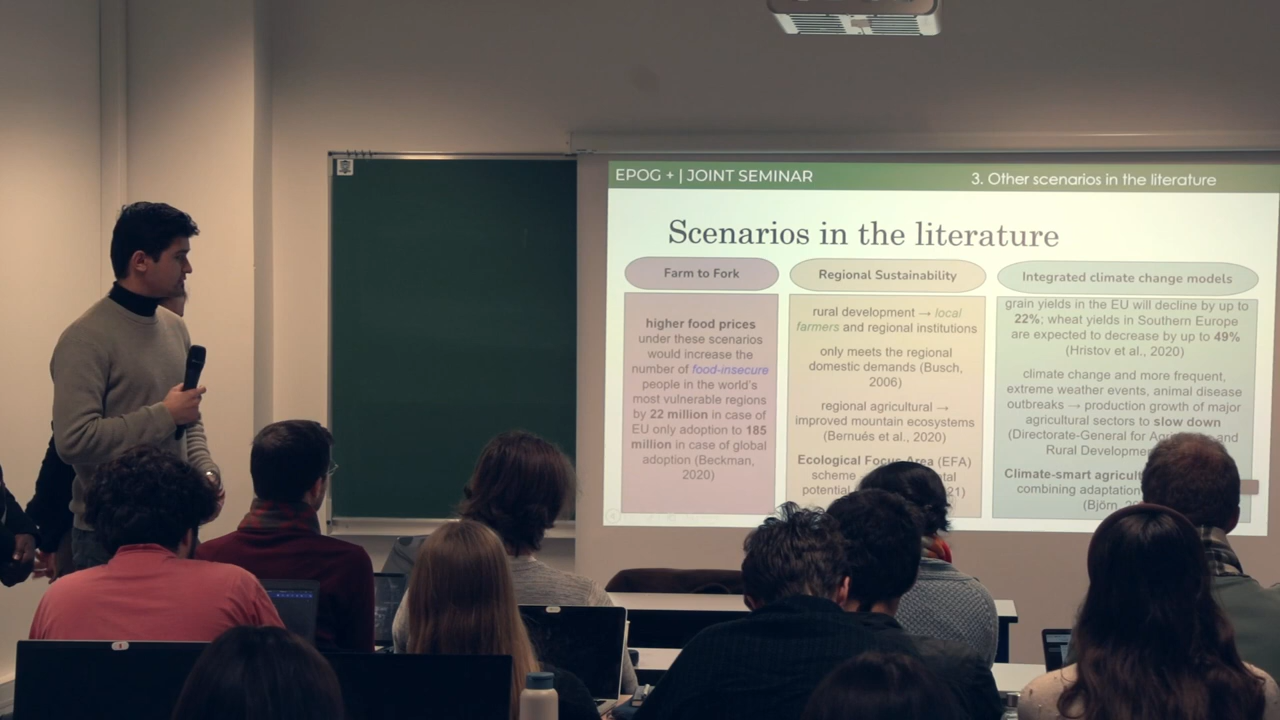 EPOG + | JOINT SEMINAR
3. Other scenarios in the literature
Scenarios in the literature
Farm to Fork
higher food prices
under these scenarios
would increase the
number of food-insecure
people in the world's
most vulnerable regions
by 22 million in case of
EU only adoption to 185
million in case of global
adoption (Beckman,
2020)
Regional Sustainability
rural development → local
farmers and regional institutions
only meets the regional
domestic demands (Busch,
2006)
regional agricultural →
improved mountain ecosystems
(Bernués et al., 2020)
Ecological Focus Area (EFA)
scheme
potential
Integrated climate change models
grain yields in the EU will decline by up to
22%; wheat yields in Southern Europe
are expected to decrease by up to 49%
(Hristov et al., 2020)
climate change and more frequent,
extreme weather events, animal disease
outbreaks → production growth of major
agricultural sectors to slow down
(Directorate-General for and
Rural
Climate-smart
combining adaptation
(Björn,